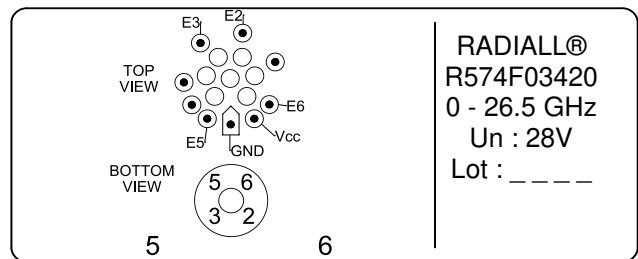 E3
E2
TOP
VIEW
E6
E5
Vcc
GND
BOTTOM
VIEW
5 6
3 2
5 6
RADIALL®
R574F03420
0 - 26.5 GHz
Un : 28V
Lot : _ _ _ _